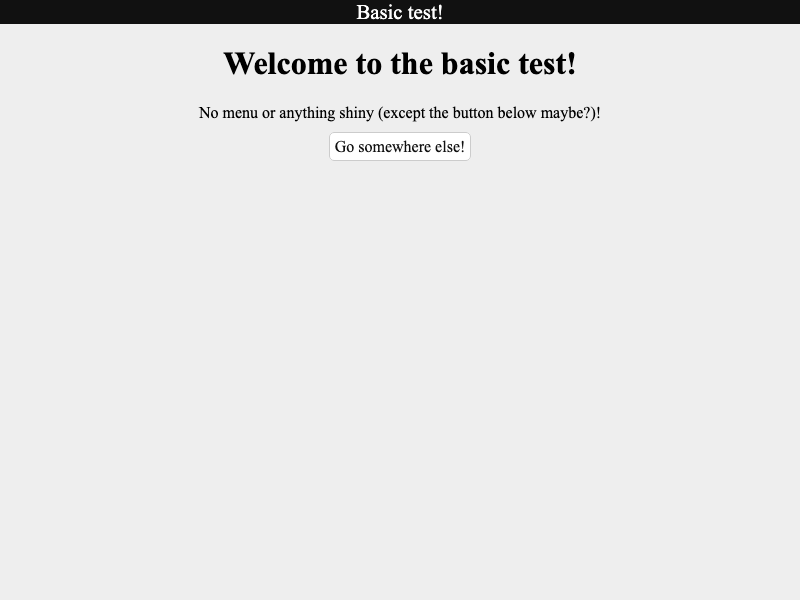 Basic test!
Welcome to the basic test!
No menu or anything shiny (except the button below maybe?)!
Go somewhere else!